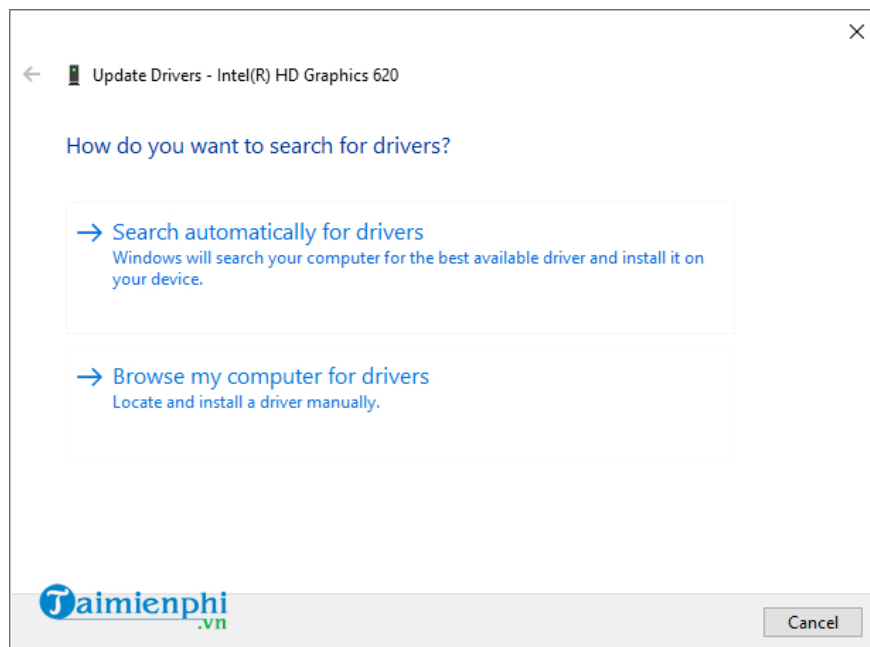 Update Drivers - Intel(R) HD Graphics 620
How do you want to search for drivers?
Search automatically for drivers
Windows will search your computer for the best available driver and install it on
your device.
Browse my computer for drivers
Locate and install a driver manually.
Taimienphi
.vn
Cancel